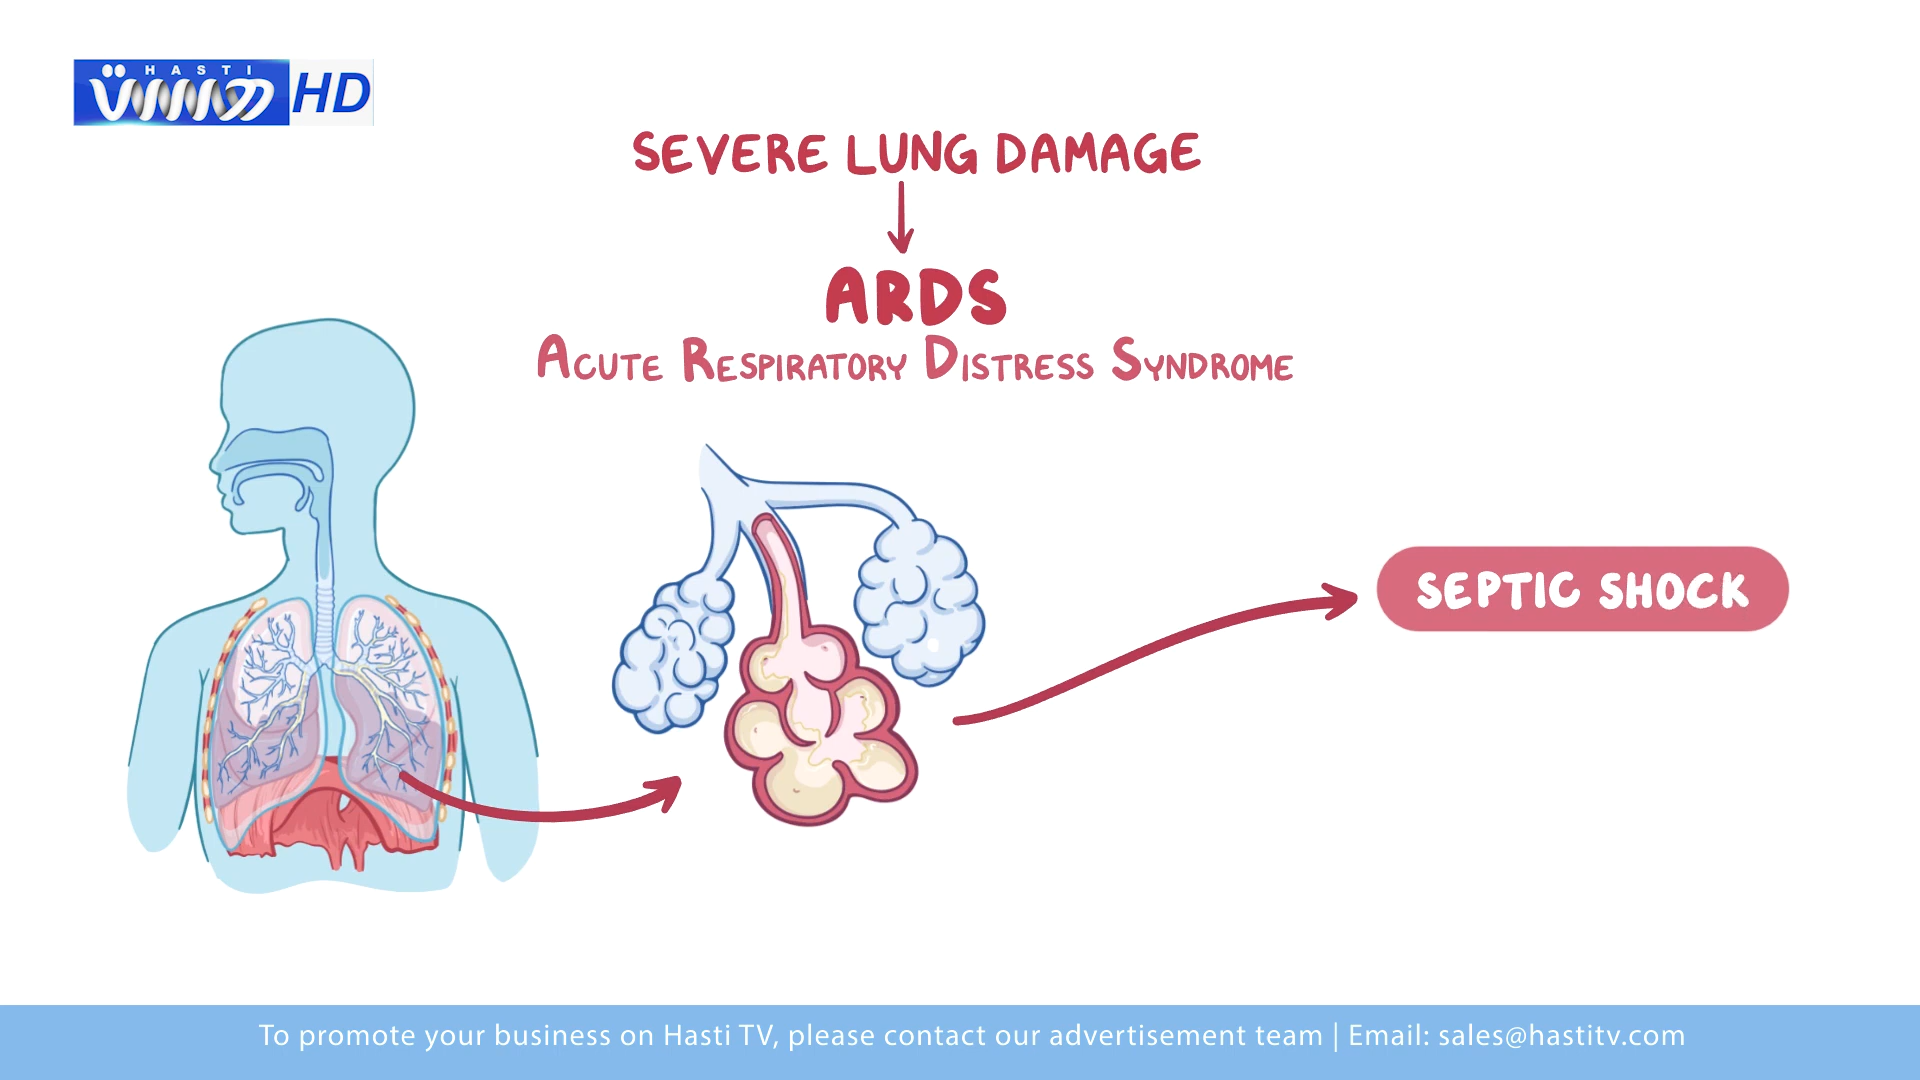 HASTI
هستی HD
SEVERE LUNG DAMAGE
ARDS
ACUTE RESPIRATORY DISTRESS SYNDROME
SEPTIC SHOCK
To promote your business on Hasti TV, please contact our advertisement team | Email: sales@hastitv.com